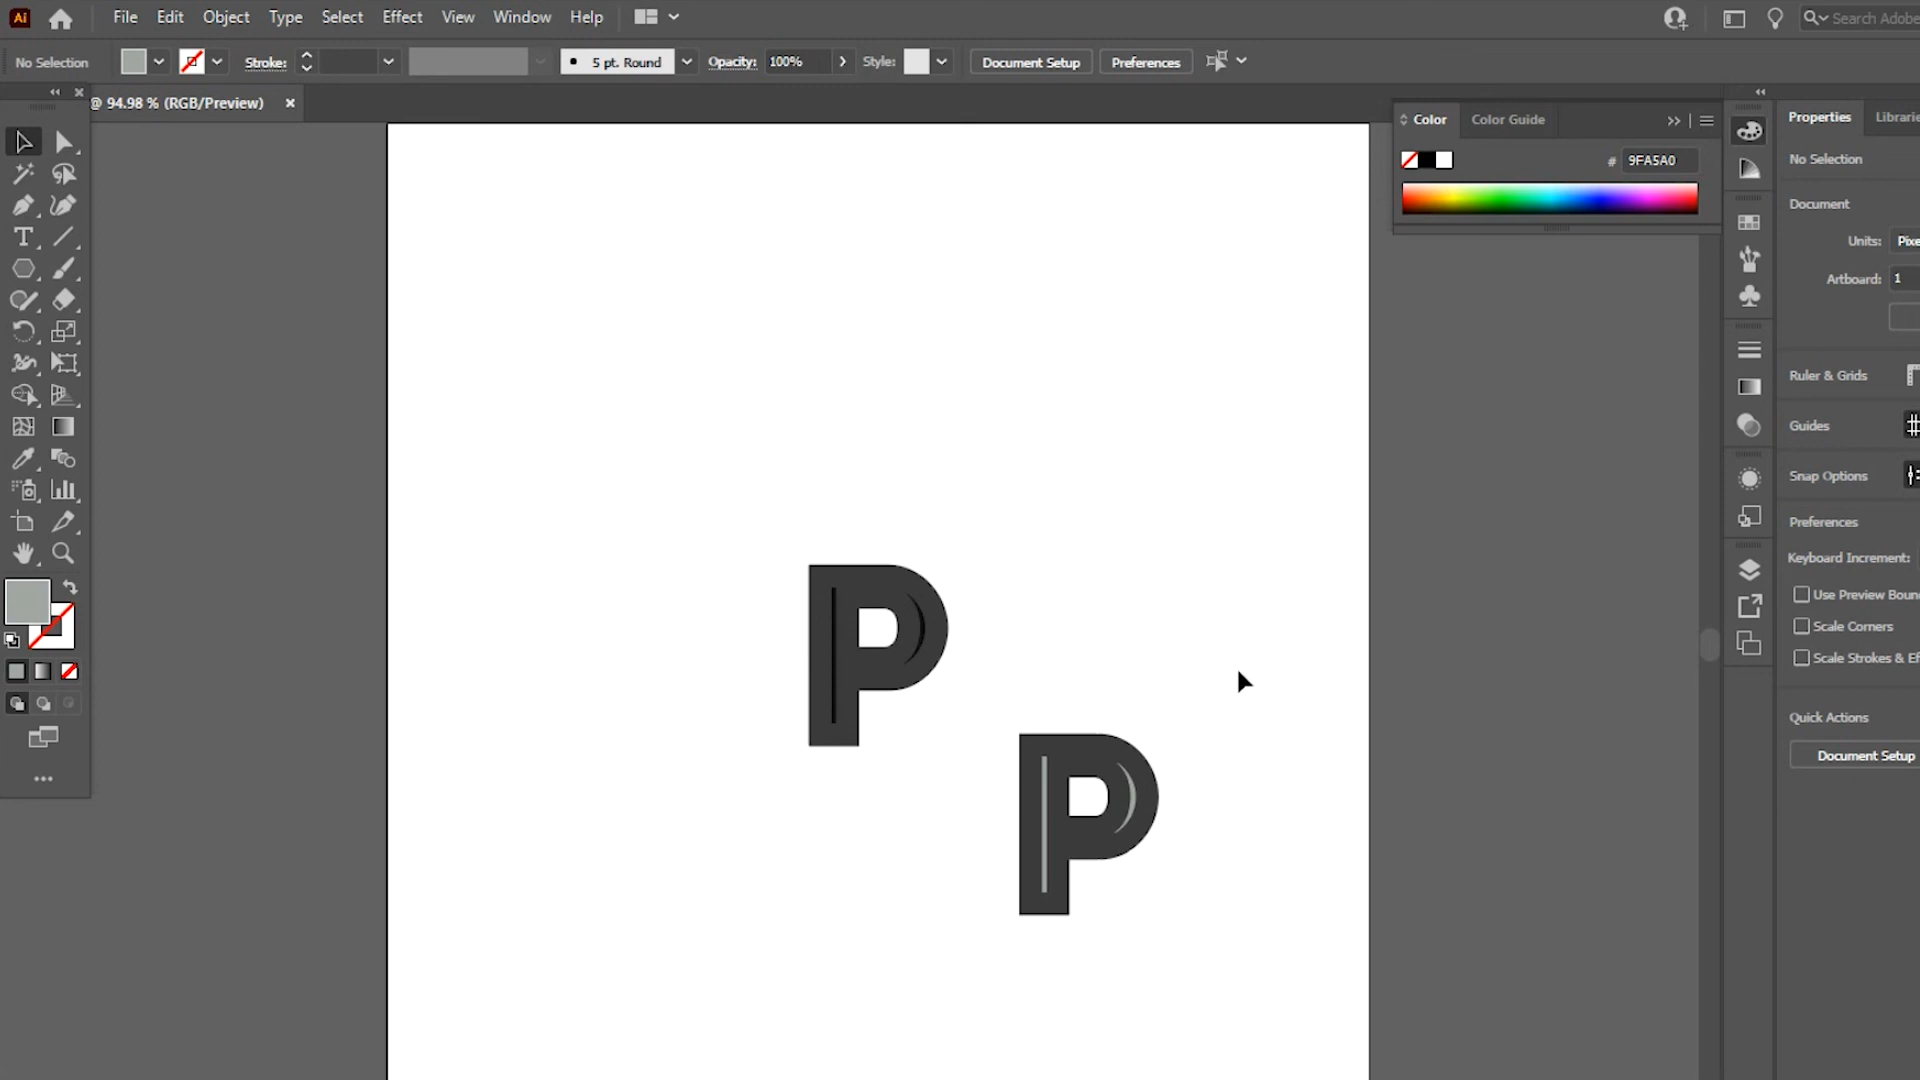 Ai File Edit Object Type Select Effect View Window Help Search Adobe
No Selection Stroke: 5 pt. Round Opacity: 100% Style: Document Setup Preferences
@ 94.98 % (RGB/Preview)
Color Color Guide
# 9FA5A0
Properties Librarie
No Selection
Document
Units: Pixe
Artboard: 1
Ruler & Grids
Guides
Snap Options
Preferences
Keyboard Increment:
Use Preview Boun
Scale Corners
Scale Strokes & Ef
Quick Actions
Document Setup
P
P